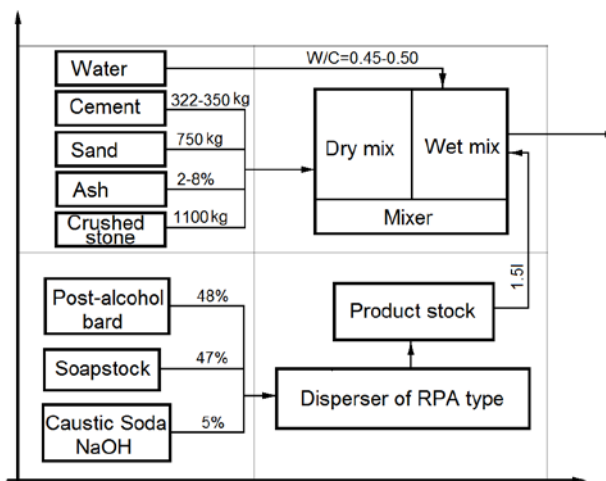 Water
W/C=0.45-0.50
Cement
322-350 kg
Sand
750 kg
Ash
2-8%
Crushed
stone
1100 kg
Dry mix
Wet mix
Mixer
Post-alcohol
bard
48%
Soapstock
47%
Caustic Soda
NaOH
5%
Product stock
1.5l
Disperser of RPA type